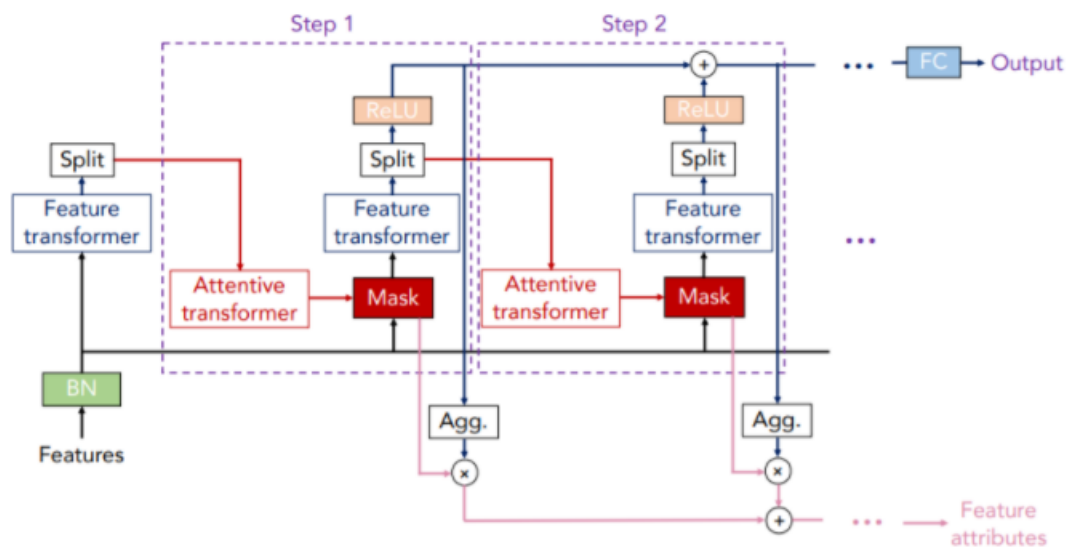 Step 1
Step 2
ReLU
+
ReLU
...
FC
Output
Split
Split
Split
Feature
transformer
Feature
transformer
Feature
transformer
...
Attentive
transformer
Mask
Attentive
transformer
Mask
BN
Features
Agg.
Agg.
×
×
+
...
Feature
attributes